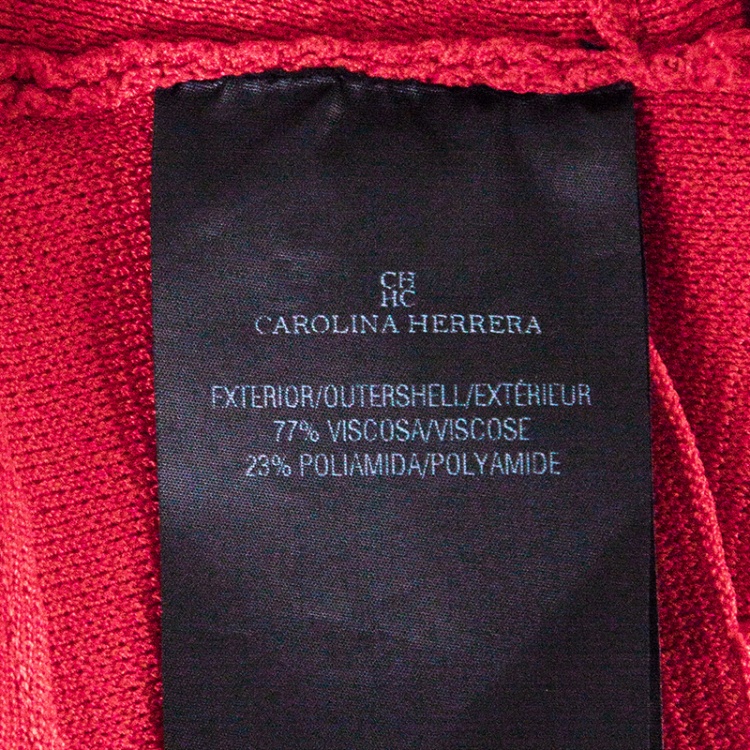 CH
HC
CAROLINA HERRERA
EXTERIOR/OUTERSHELL/EXTÉRIEUR
77% VISCOSA/VISCOSE
23% POLIAMIDA/POLYAMIDE